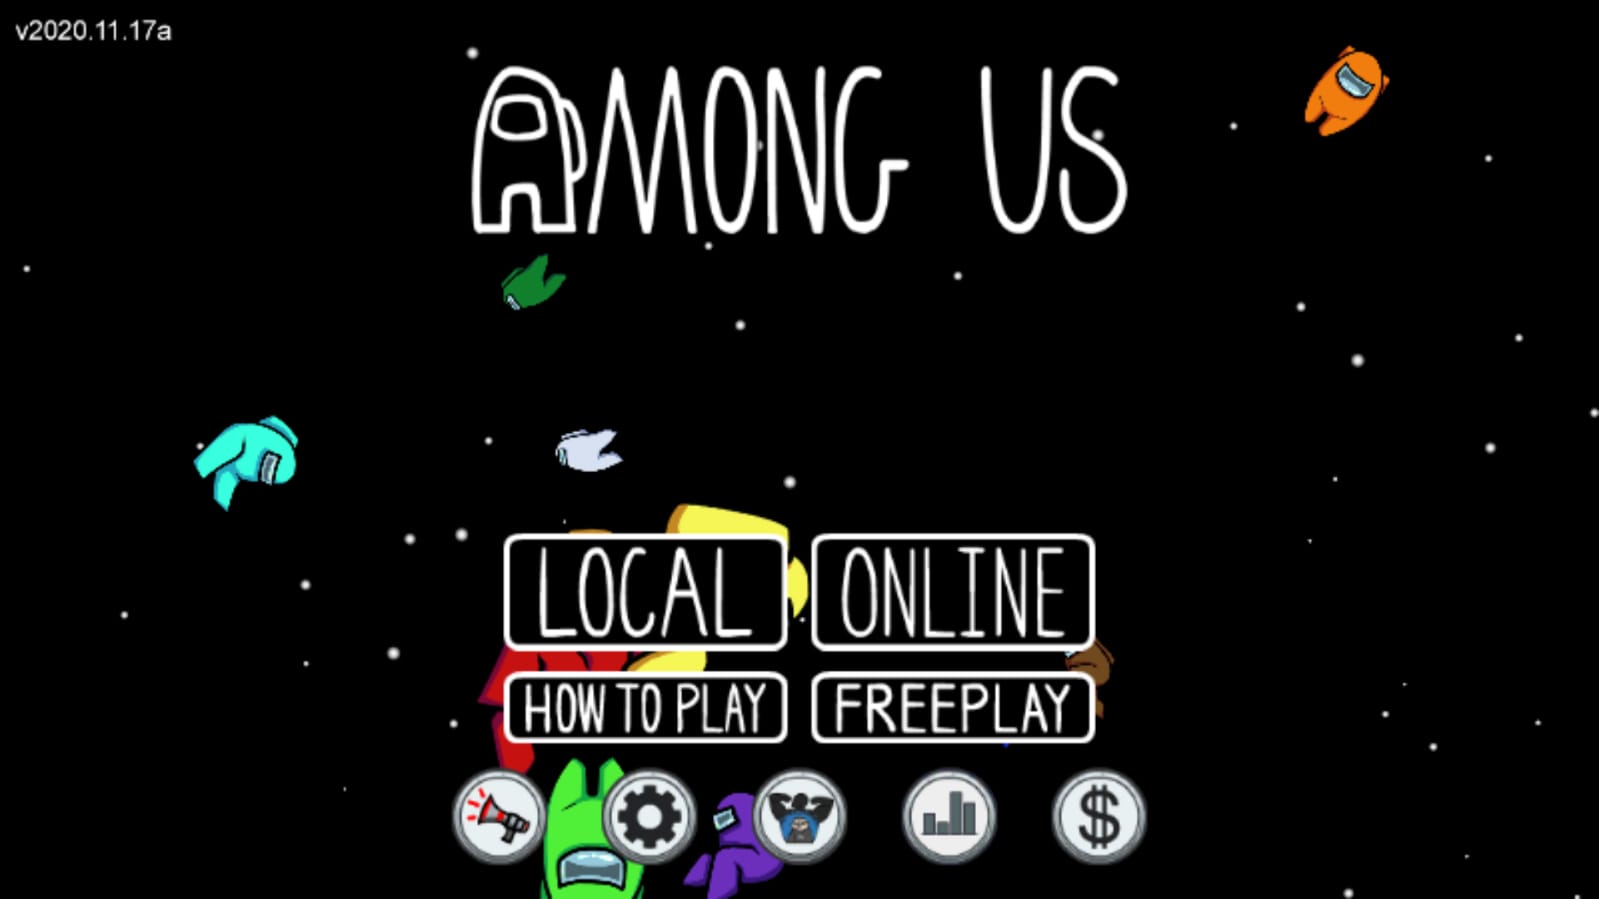 v2020.11.17a
AMONG US
LOCAL
ONLINE
HOW TO PLAY
FREEPLAY
$